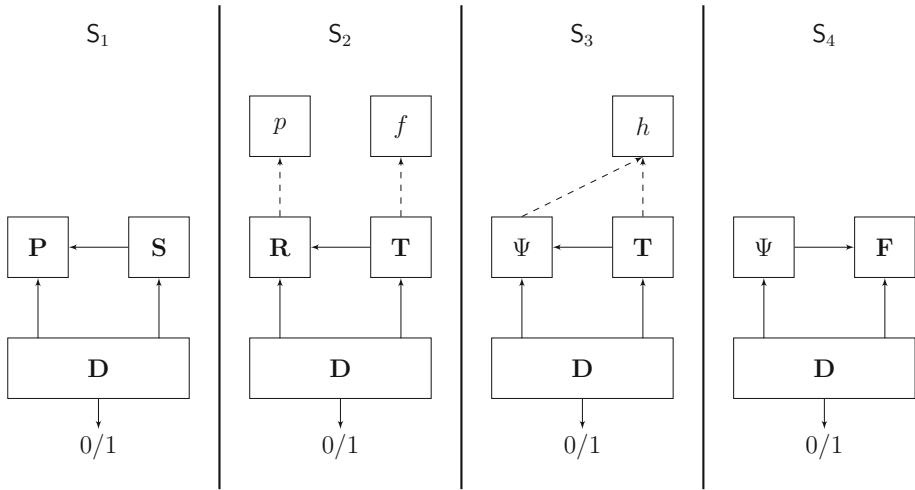 S₁ S₂ S₃ S₄
p f h
P S R T Ψ T Ψ F
D D D D
0/1 0/1 0/1 0/1